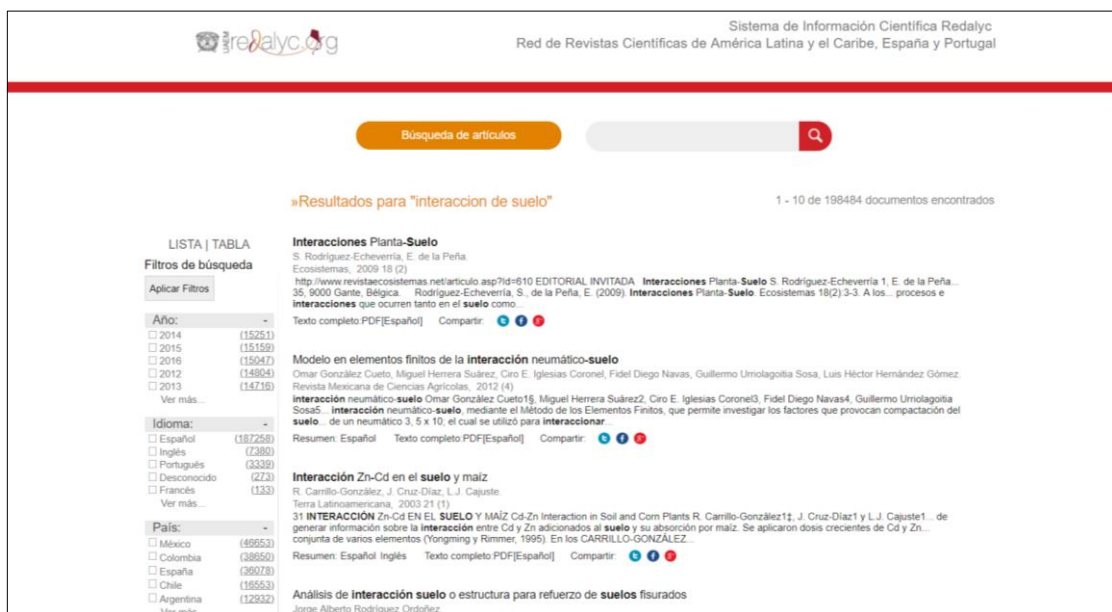 UAEM redalyc.org
Sistema de Información Científica Redalyc
Red de Revistas Científicas de América Latina y el Caribe, España y Portugal
Búsqueda de artículos
»Resultados para "interaccion de suelo"
1 - 10 de 198484 documentos encontrados
LISTA | TABLA
Filtros de búsqueda
Aplicar Filtros
Año: -
2014 (15251)
2015 (15159)
2016 (15047)
2012 (14804)
2013 (14716)
Ver más...
Idioma: -
Español (187258)
Inglés (7380)
Portugués (3339)
Desconocido (273)
Francés (133)
Ver más...
País: -
México (46653)
Colombia (38650)
España (36078)
Chile (16553)
Argentina (12932)
Ver más...
Interacciones Planta-Suelo
S. Rodríguez-Echeverría, E. de la Peña.
Ecosistemas, 2009 18 (2)
http://www.revistaecosistemas.net/articulo.asp?Id=610 EDITORIAL INVITADA Interacciones Planta-Suelo S. Rodríguez-Echeverría 1, E. de la Peña...
35, 9000 Gante, Bélgica. Rodríguez-Echeverría, S., de la Peña, E. (2009). Interacciones Planta-Suelo. Ecosistemas 18(2):3-3. A los... procesos e
interacciones que ocurren tanto en el suelo como...
Texto completo:PDF[Español] Compartir:
Modelo en elementos finitos de la interacción neumático-suelo
Omar González Cueto, Miguel Herrera Suárez, Ciro E. Iglesias Coronel, Fidel Diego Navas, Guillermo Urriolagoitia Sosa, Luis Héctor Hernández Gómez.
Revista Mexicana de Ciencias Agrícolas, 2012 (4)
interacción neumático-suelo Omar González Cueto1§, Miguel Herrera Suárez2, Ciro E. Iglesias Coronel3, Fidel Diego Navas4, Guillermo Urriolagoitia
Sosa5... interacción neumático-suelo, mediante el Método de los Elementos Finitos, que permite investigar los factores que provocan compactación del
suelo... de un neumático 3, 5 x 10; el cual se utilizó para interaccionar...
Resumen: Español Texto completo:PDF[Español] Compartir:
Interacción Zn-Cd en el suelo y maíz
R. Carrillo-González, J. Cruz-Díaz, L.J. Cajuste.
Terra Latinoamericana, 2003 21 (1)
31 INTERACCIÓN Zn-Cd EN EL SUELO Y MAÍZ Cd-Zn Interaction in Soil and Corn Plants R. Carrillo-González1‡, J. Cruz-Díaz1 y L.J. Cajuste1... de
generar información sobre la interacción entre Cd y Zn adicionados al suelo y su absorción por maíz. Se aplicaron dosis crecientes de Cd y Zn...
conjunta de varios elementos (Yongming y Rimmer, 1995). En los CARRILLO-GONZÁLEZ...
Resumen: Español Inglés Texto completo:PDF[Español] Compartir:
Análisis de interacción suelo o estructura para refuerzo de suelos fisurados
Jorge Alberto Rodríguez Ordoñez.